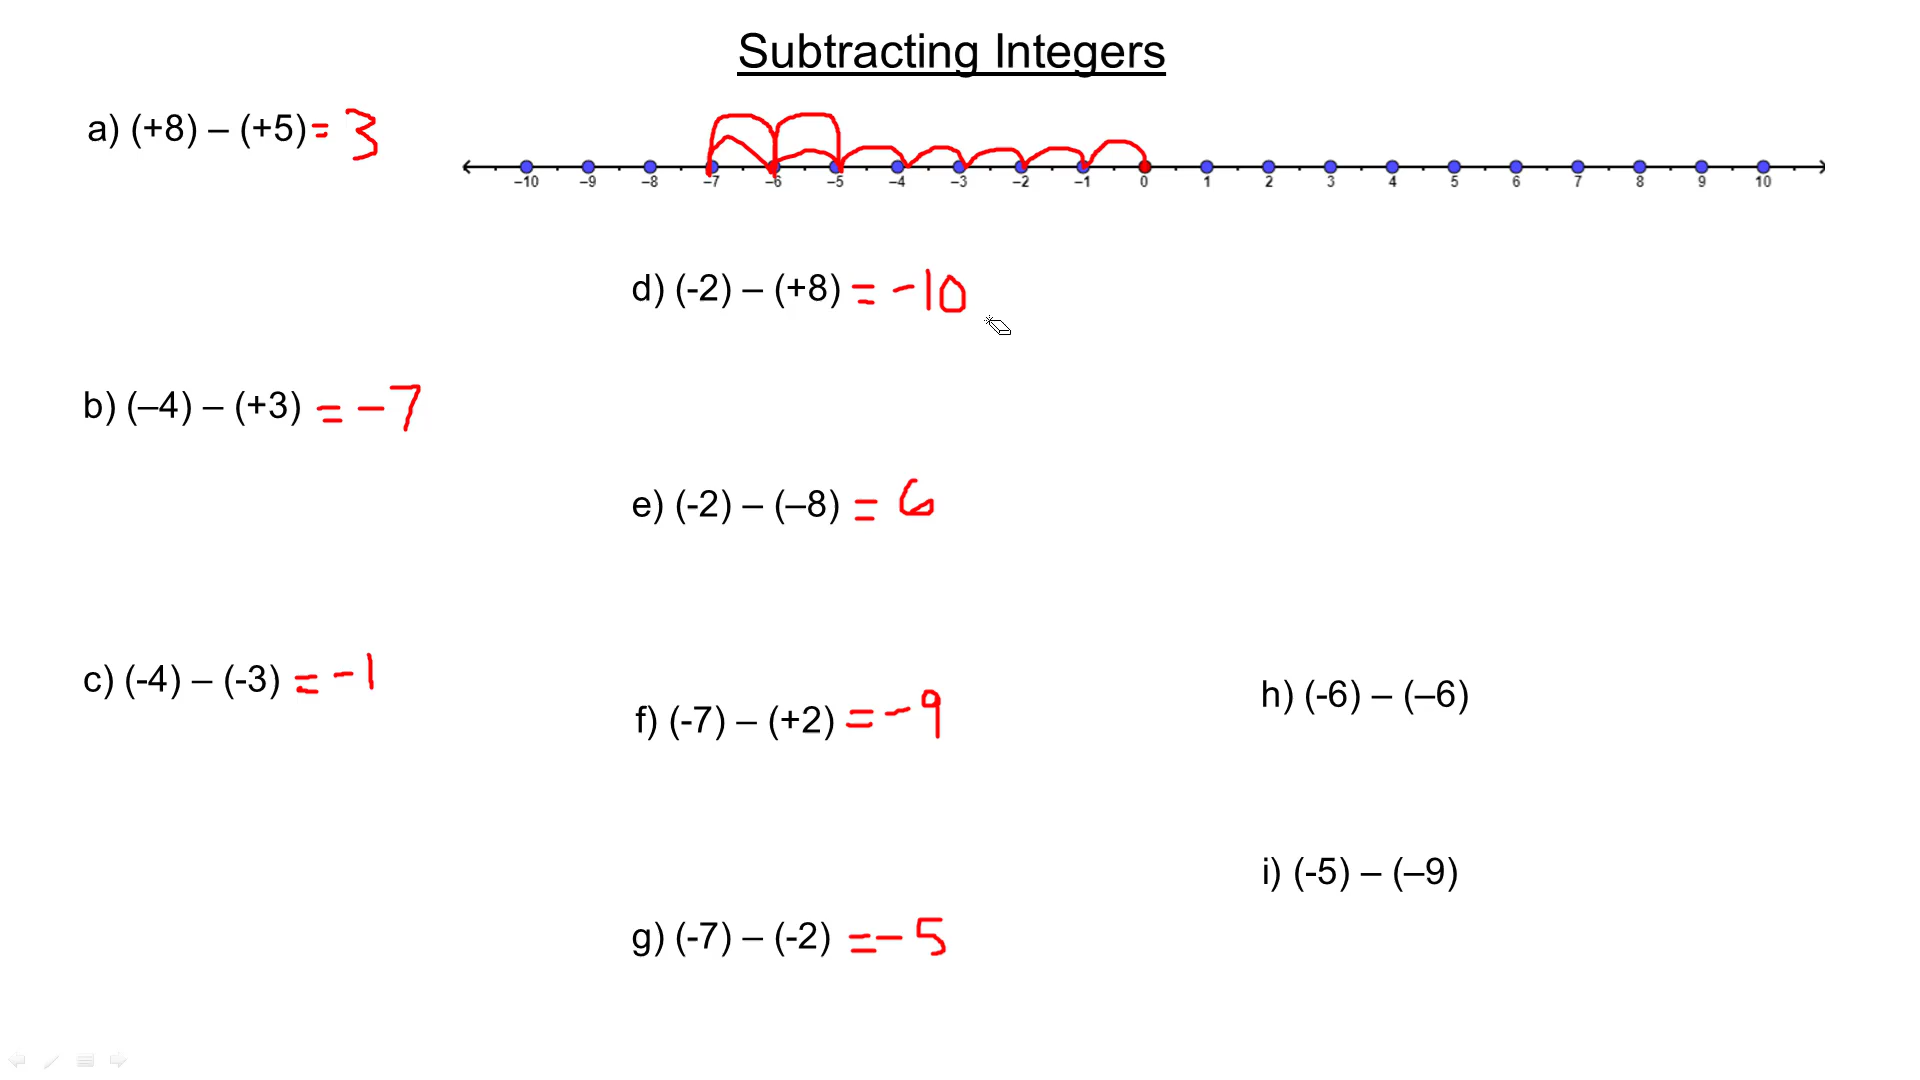 Subtracting Integers
a) (+8) – (+5) = 3
–10 –9 –8 –7 –6 –5 –4 –3 –2 –1 0 1 2 3 4 5 6 7 8 9 10
d) (-2) – (+8) = -10
b) (–4) – (+3) = -7
e) (-2) – (–8) = 6
c) (-4) – (-3) = -1
f) (-7) – (+2) = -9
h) (-6) – (–6)
i) (-5) – (–9)
g) (-7) – (-2) = -5